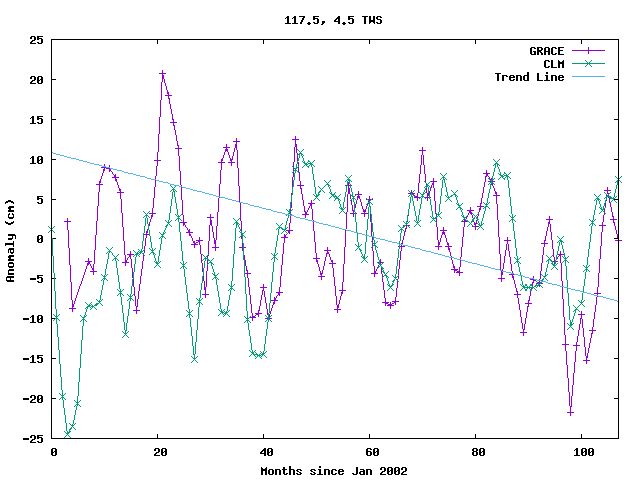 117.5, 4.5 TWS
GRACE
CLM
Trend Line
Anomaly (cm)
25
20
15
10
5
0
-5
-10
-15
-20
-25
0 20 40 60 80 100
Months since Jan 2002